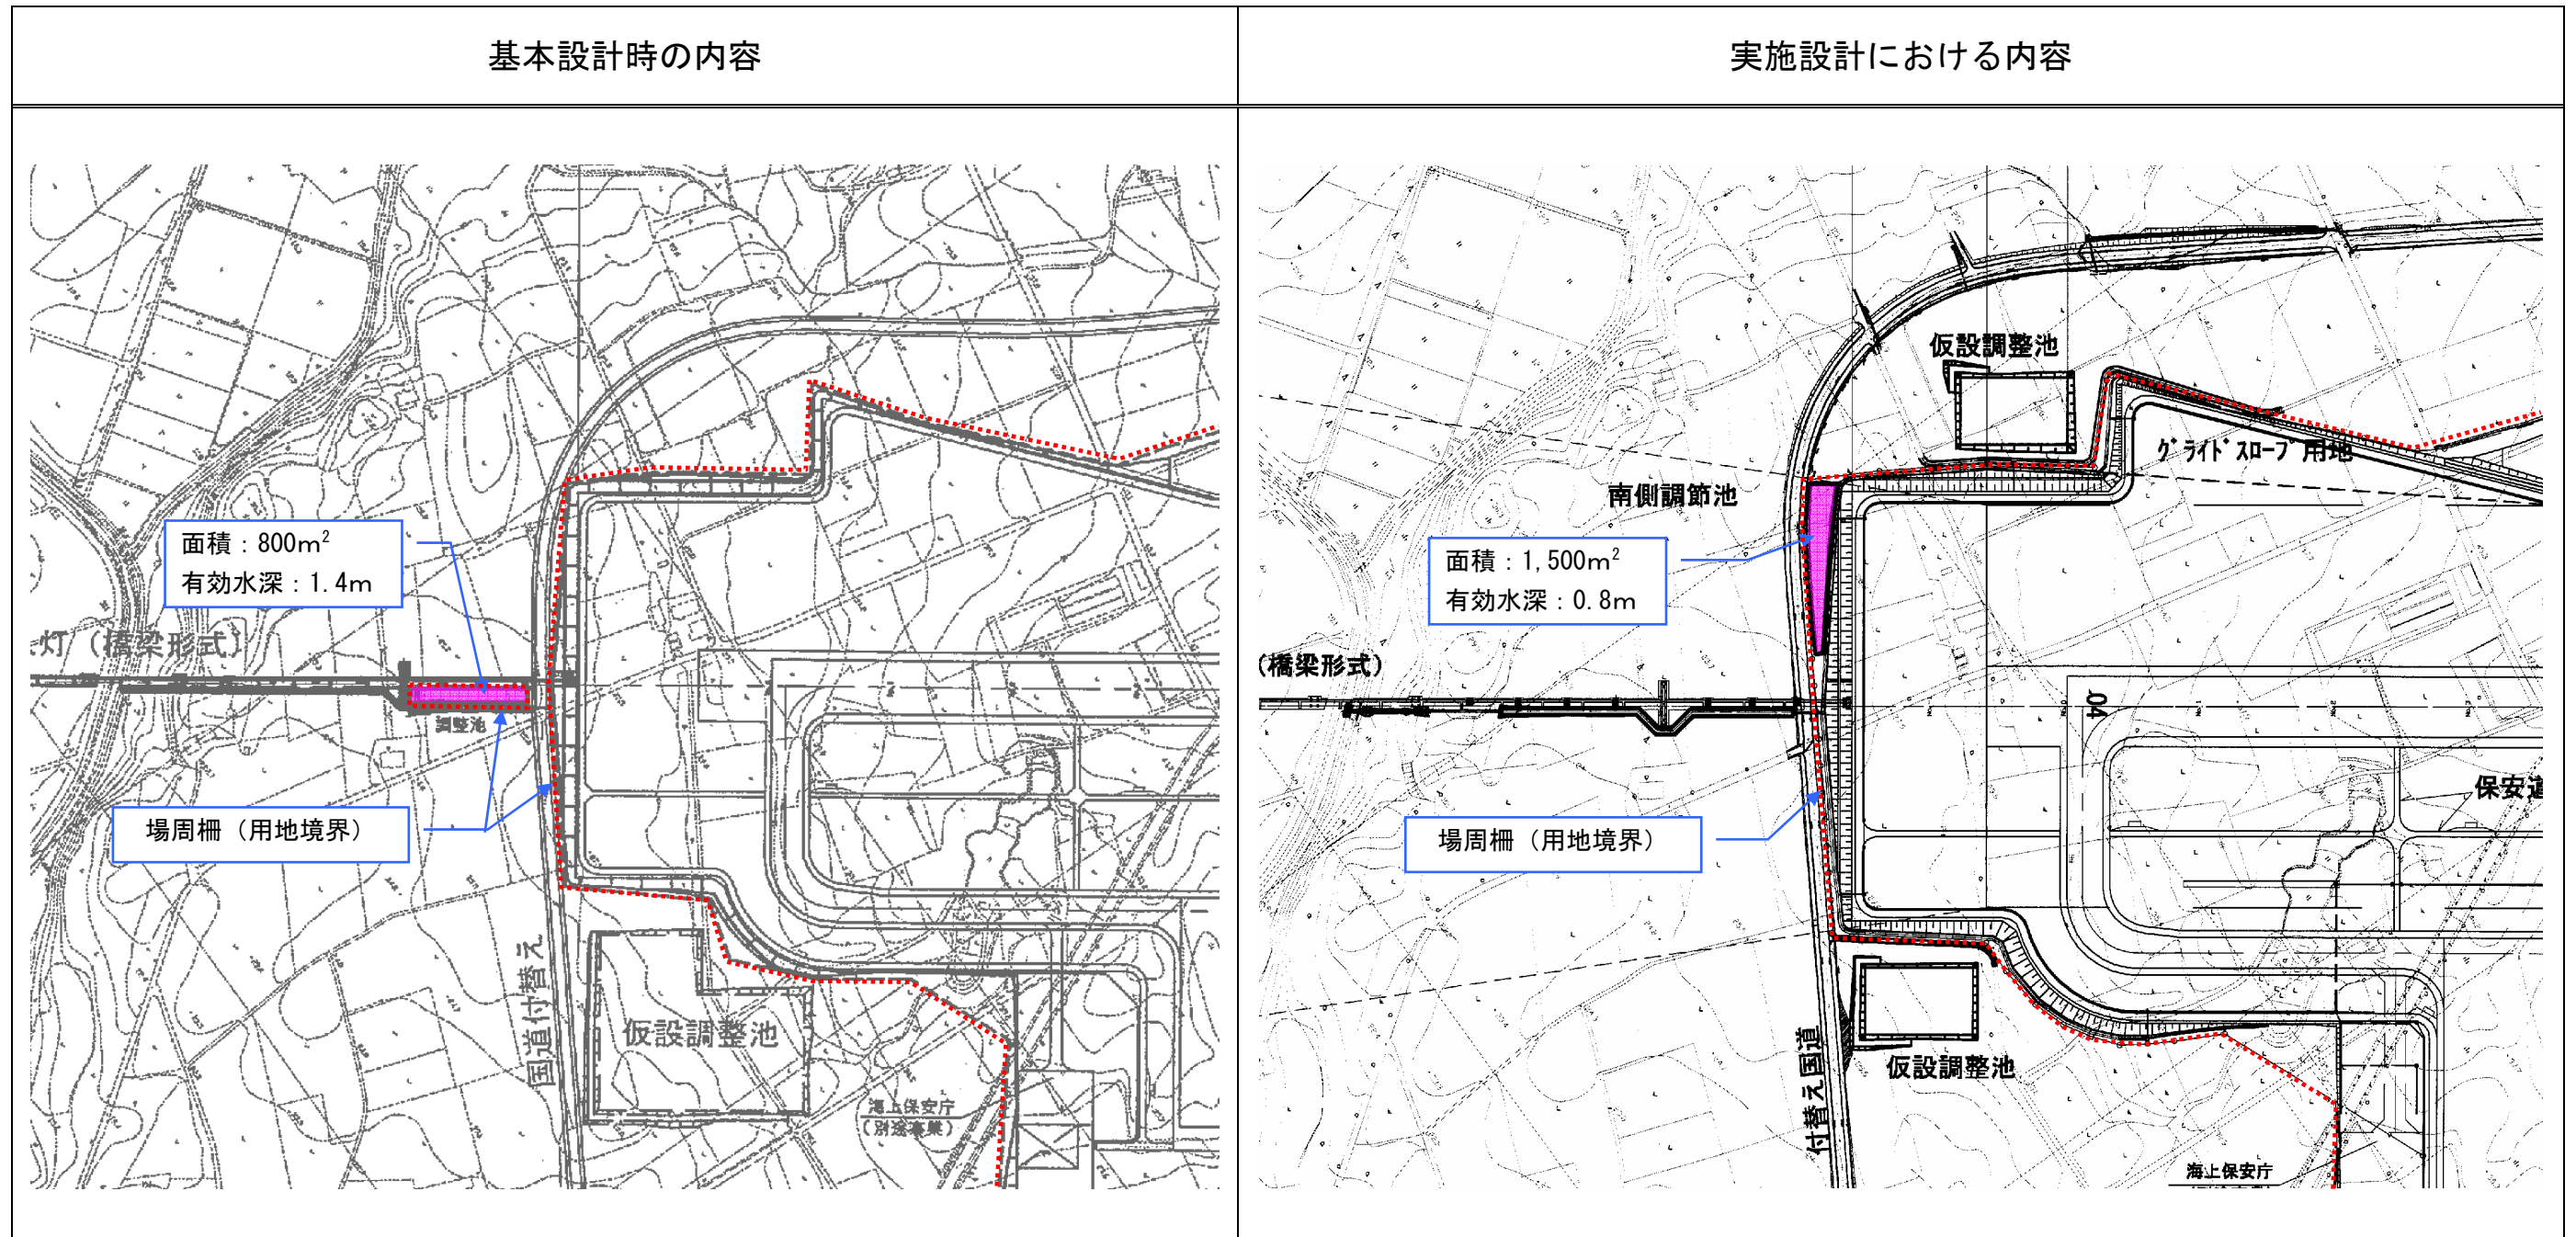 基本設計時の内容
実施設計における内容
面積：800m²
有効水深：1.4m
灯（橋梁形式）
調整池
場周柵（用地境界）
国道付替え
仮設調整池
海上保安庁
（別途事業）
仮設調整池
グライドスロープ用地
南側調節池
面積：1,500m²
有効水深：0.8m
（橋梁形式）
04
保安道
場周柵（用地境界）
付替え国道
仮設調整池
海上保安庁